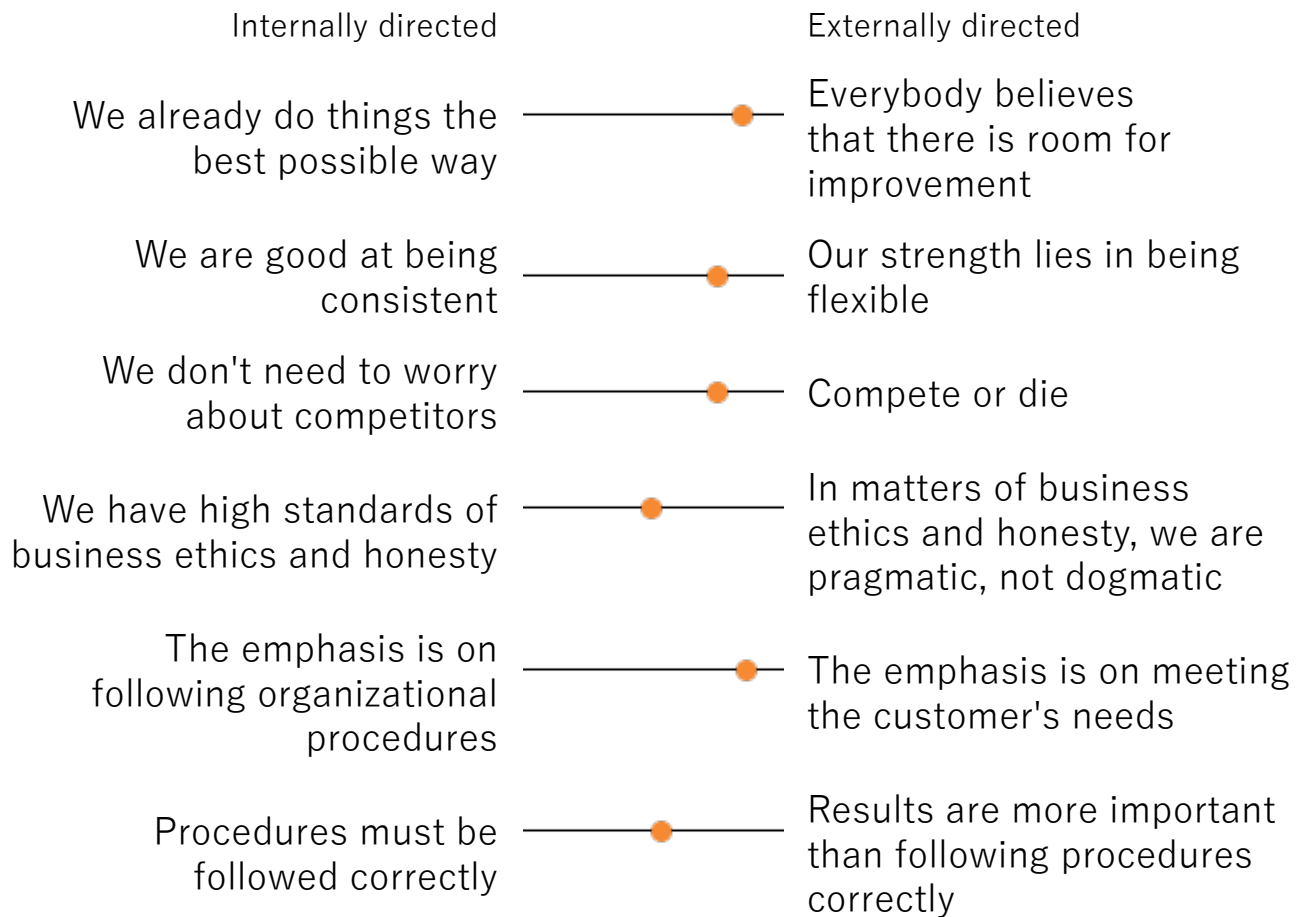 Internally directed
Externally directed
We already do things the
best possible way
Everybody believes
that there is room for
improvement
We are good at being
consistent
Our strength lies in being
flexible
We don't need to worry
about competitors
Compete or die
We have high standards of
business ethics and honesty
In matters of business
ethics and honesty, we are
pragmatic, not dogmatic
The emphasis is on
following organizational
procedures
The emphasis is on meeting
the customer's needs
Procedures must be
followed correctly
Results are more important
than following procedures
correctly